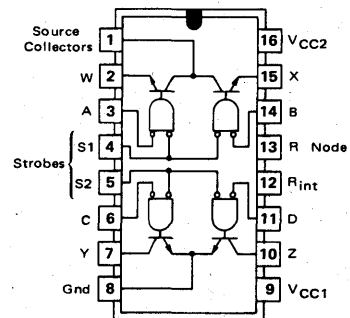 Source
Collectors
1
16
VCC2
W
2
15
X
A
3
14
B
Strobes
S1
4
13
R Node
S2
5
12
Rint
C
6
11
D
Y
7
10
Z
Gnd
8
9
VCC1